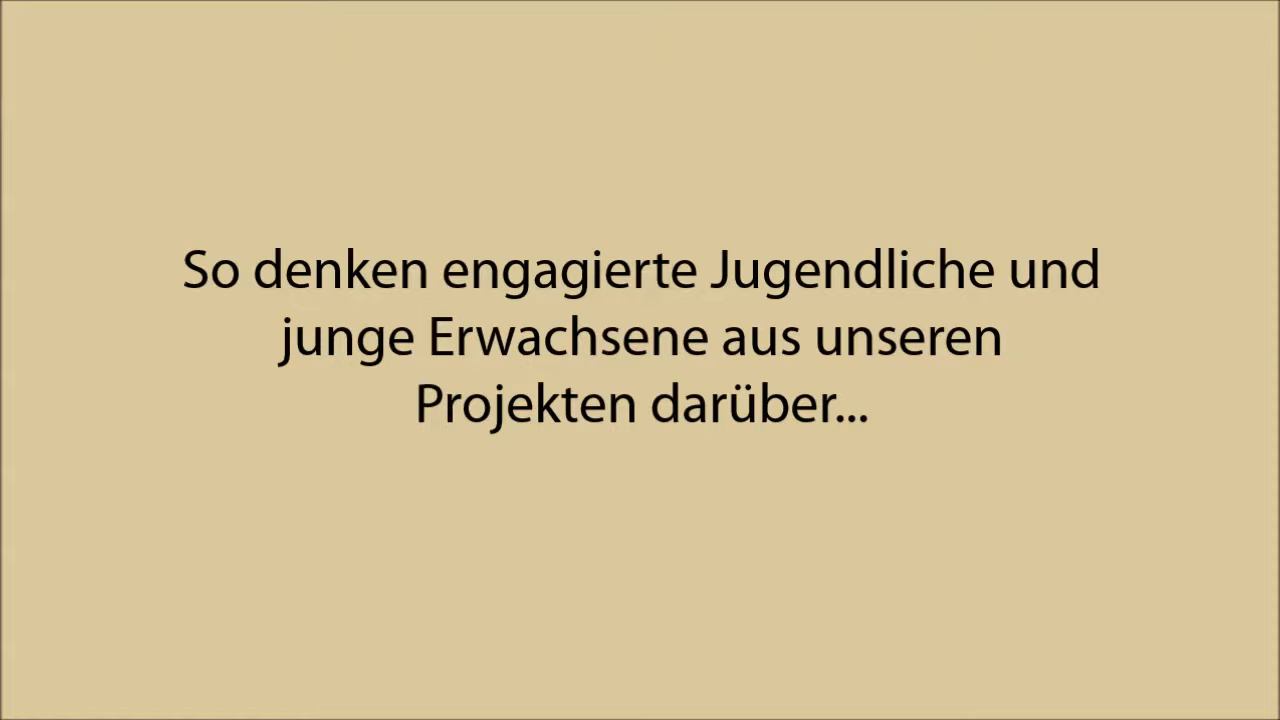 So denken engagierte Jugendliche und
junge Erwachsene aus unseren
Projekten darüber...